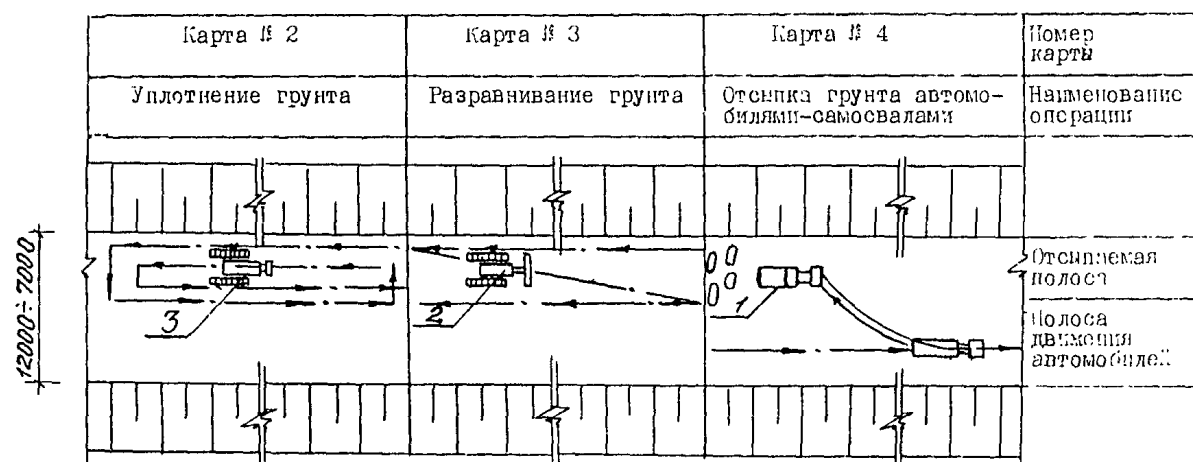 Карта № 2
Карта № 3
Карта № 4
Номер
карты
Уплотнение грунта
Разравнивание грунта
Отсыпка грунта автомо-
билями-самосвалами
Наименование
операции
12000÷7000
3
2
1
Отсыпаемая
полоса
Полоса
движения
автомобилей